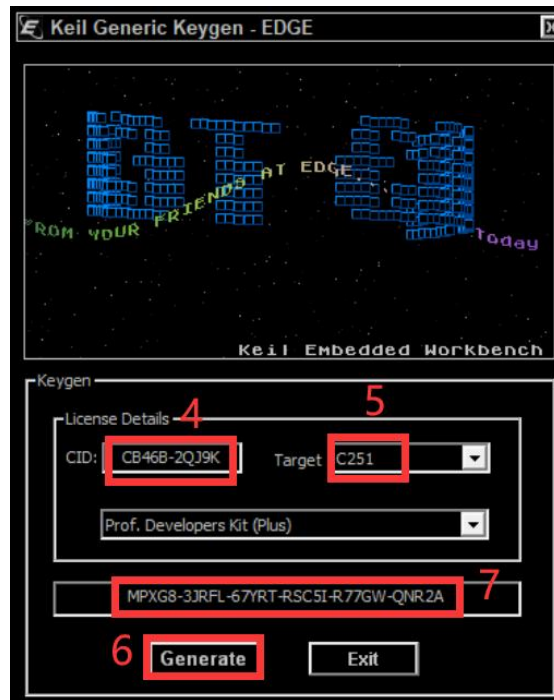 Keil Generic Keygen - EDGE
FROM YOUR FRIENDS AT EDGE... Today
Keil Embedded Workbench
Keygen
License Details 4 5
CID: CB46B-2QJ9K Target C251
Prof. Developers Kit (Plus)
MPXG8-3JRFL-67YRT-RSC5I-R77GW-QNR2A 7
6 Generate Exit